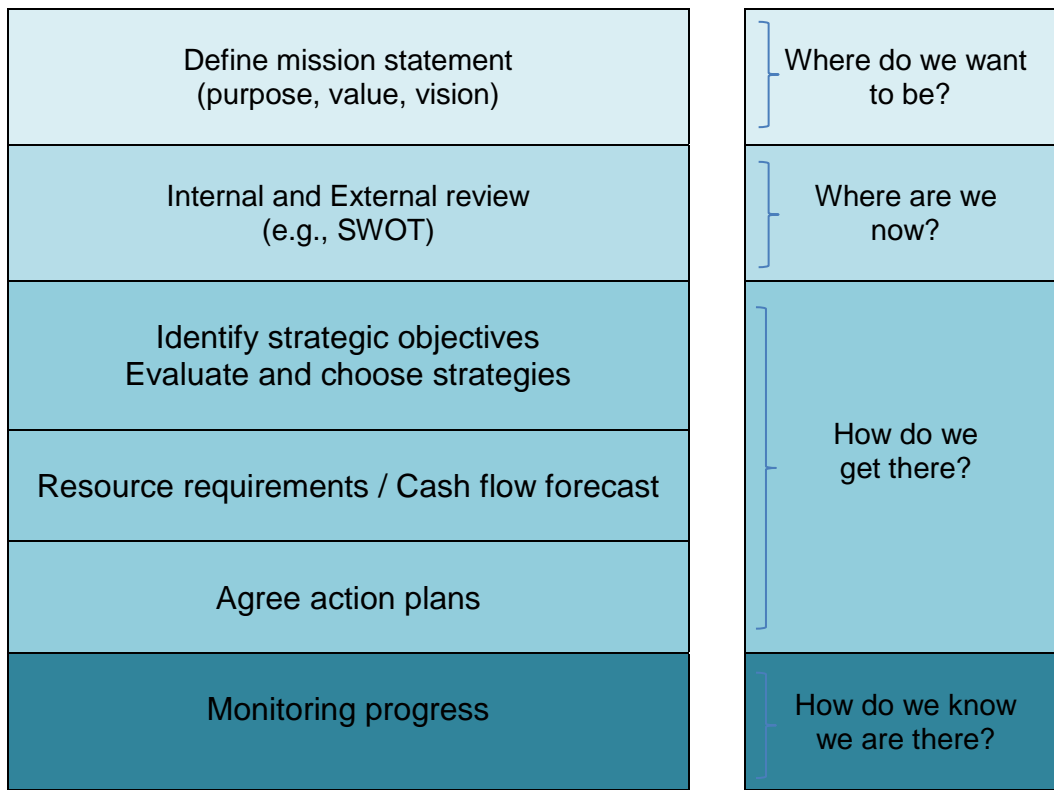 Define mission statement
(purpose, value, vision)
Where do we want
to be?
Internal and External review
(e.g., SWOT)
Where are we
now?
Identify strategic objectives
Evaluate and choose strategies
Resource requirements / Cash flow forecast
Agree action plans
How do we
get there?
Monitoring progress
How do we know
we are there?